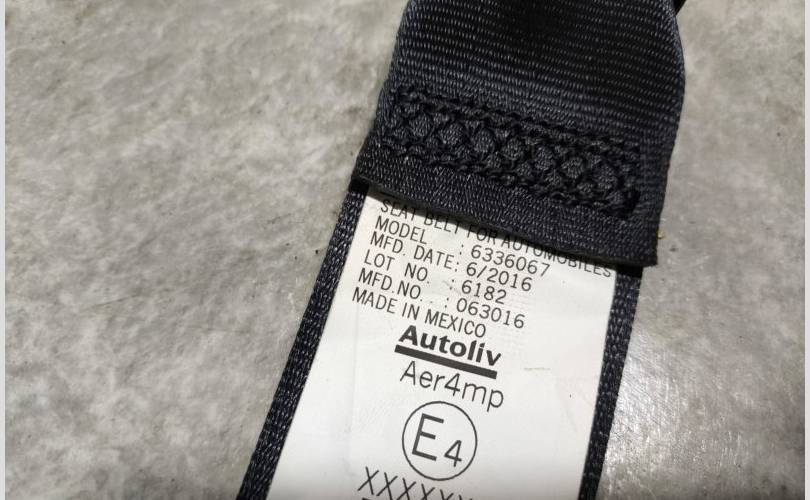 SEAT BELT FOR AUTOMOBILES
MODEL : 6336067
MFD. DATE: 6/2016
LOT NO : 6182
MFD.NO. : 063016
MADE IN MEXICO
Autoliv
Aer4mp
E4